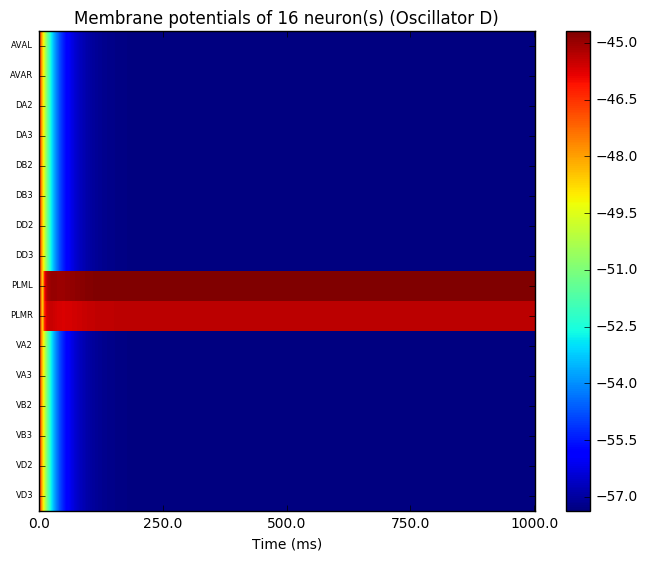 Membrane potentials of 16 neuron(s) (Oscillator D)
AVAL
AVAR
DA2
DA3
DB2
DB3
DD2
DD3
PLML
PLMR
VA2
VA3
VB2
VB3
VD2
VD3
0.0 250.0 500.0 750.0 1000.0
Time (ms)
−45.0
−46.5
−48.0
−49.5
−51.0
−52.5
−54.0
−55.5
−57.0